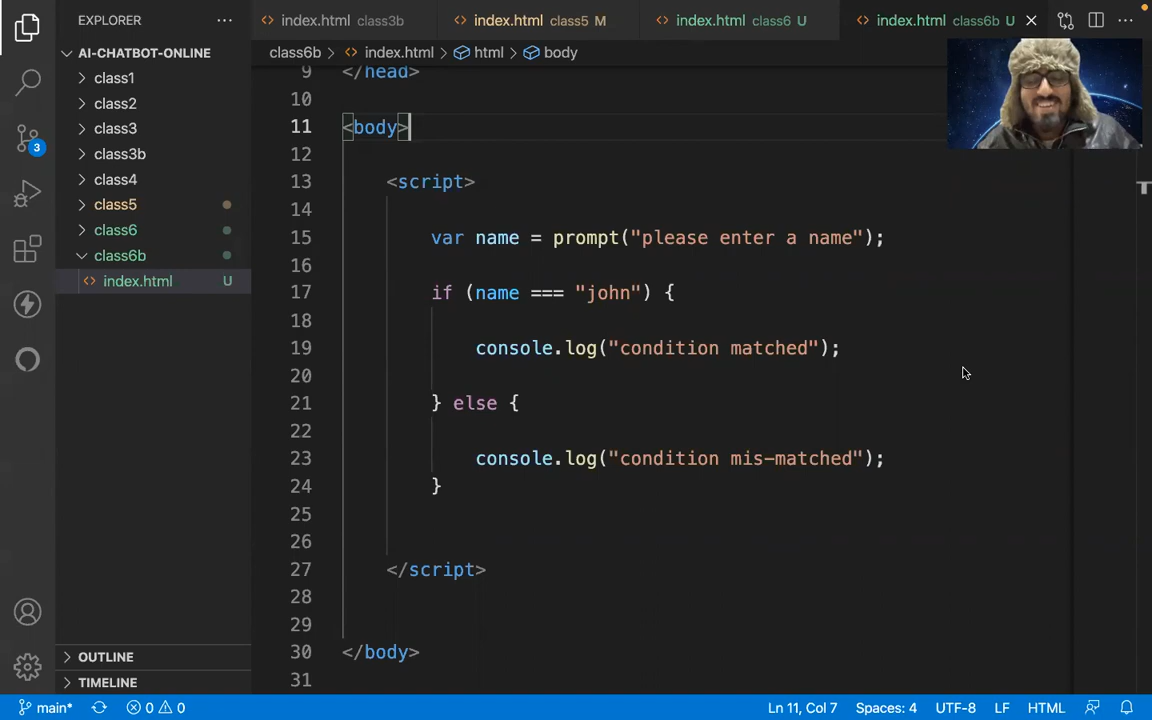 EXPLORER
index.html class3b
index.html class5 M
index.html class6 U
index.html class6b U
AI-CHATBOT-ONLINE
class1
class2
class3
class3b
class4
class5
class6
class6b
index.html U
3
OUTLINE
TIMELINE
class6b > index.html > html > body
9 </head>
10
11 <body>
12
13 <script>
14
15 var name = prompt("please enter a name");
16
17 if (name === "john") {
18
19 console.log("condition matched");
20
21 } else {
22
23 console.log("condition mis-matched");
24 }
25
26
27 </script>
28
29
30 </body>
31
main* 0 0 Ln 11, Col 7 Spaces: 4 UTF-8 LF HTML